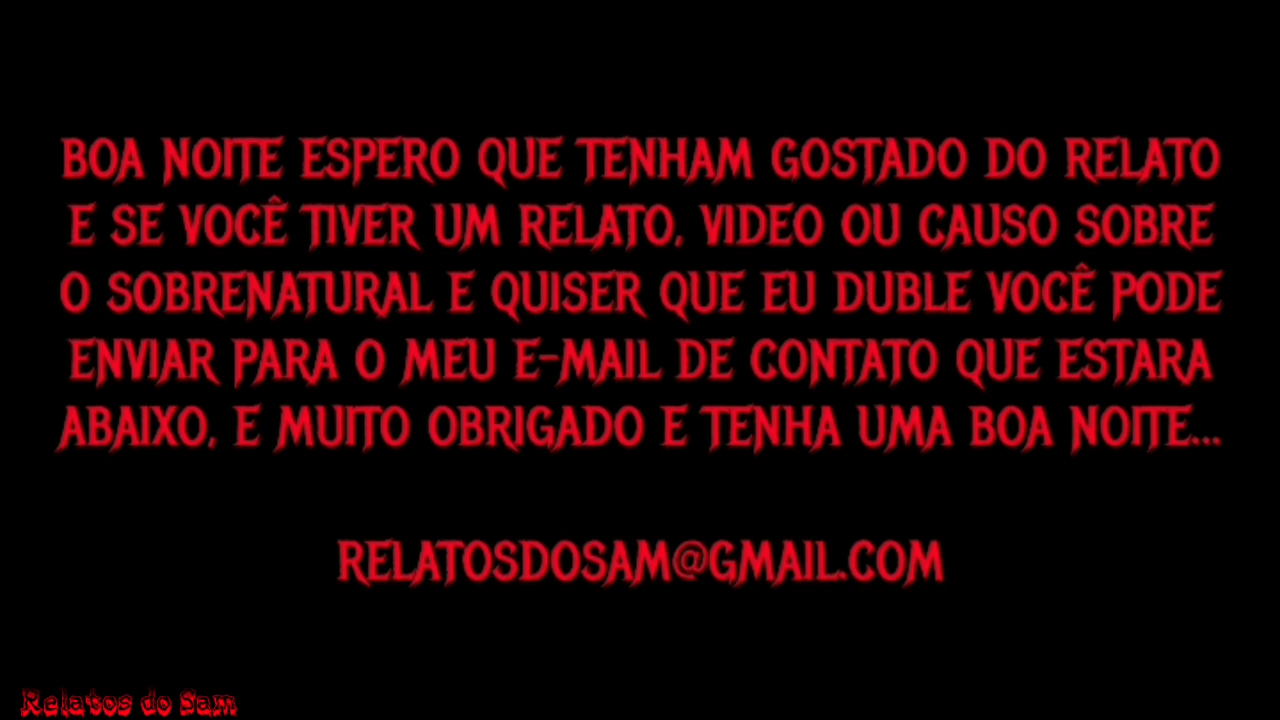 BOA NOITE ESPERO QUE TENHAM GOSTADO DO RELATO
E SE VOCÊ TIVER UM RELATO, VIDEO OU CAUSO SOBRE
O SOBRENATURAL E QUISER QUE EU DUBLE VOCÊ PODE
ENVIAR PARA O MEU E-MAIL DE CONTATO QUE ESTARA
ABAIXO, E MUITO OBRIGADO E TENHA UMA BOA NOITE...
RELATOSDOSAM@GMAIL.COM
Relatos do Sam